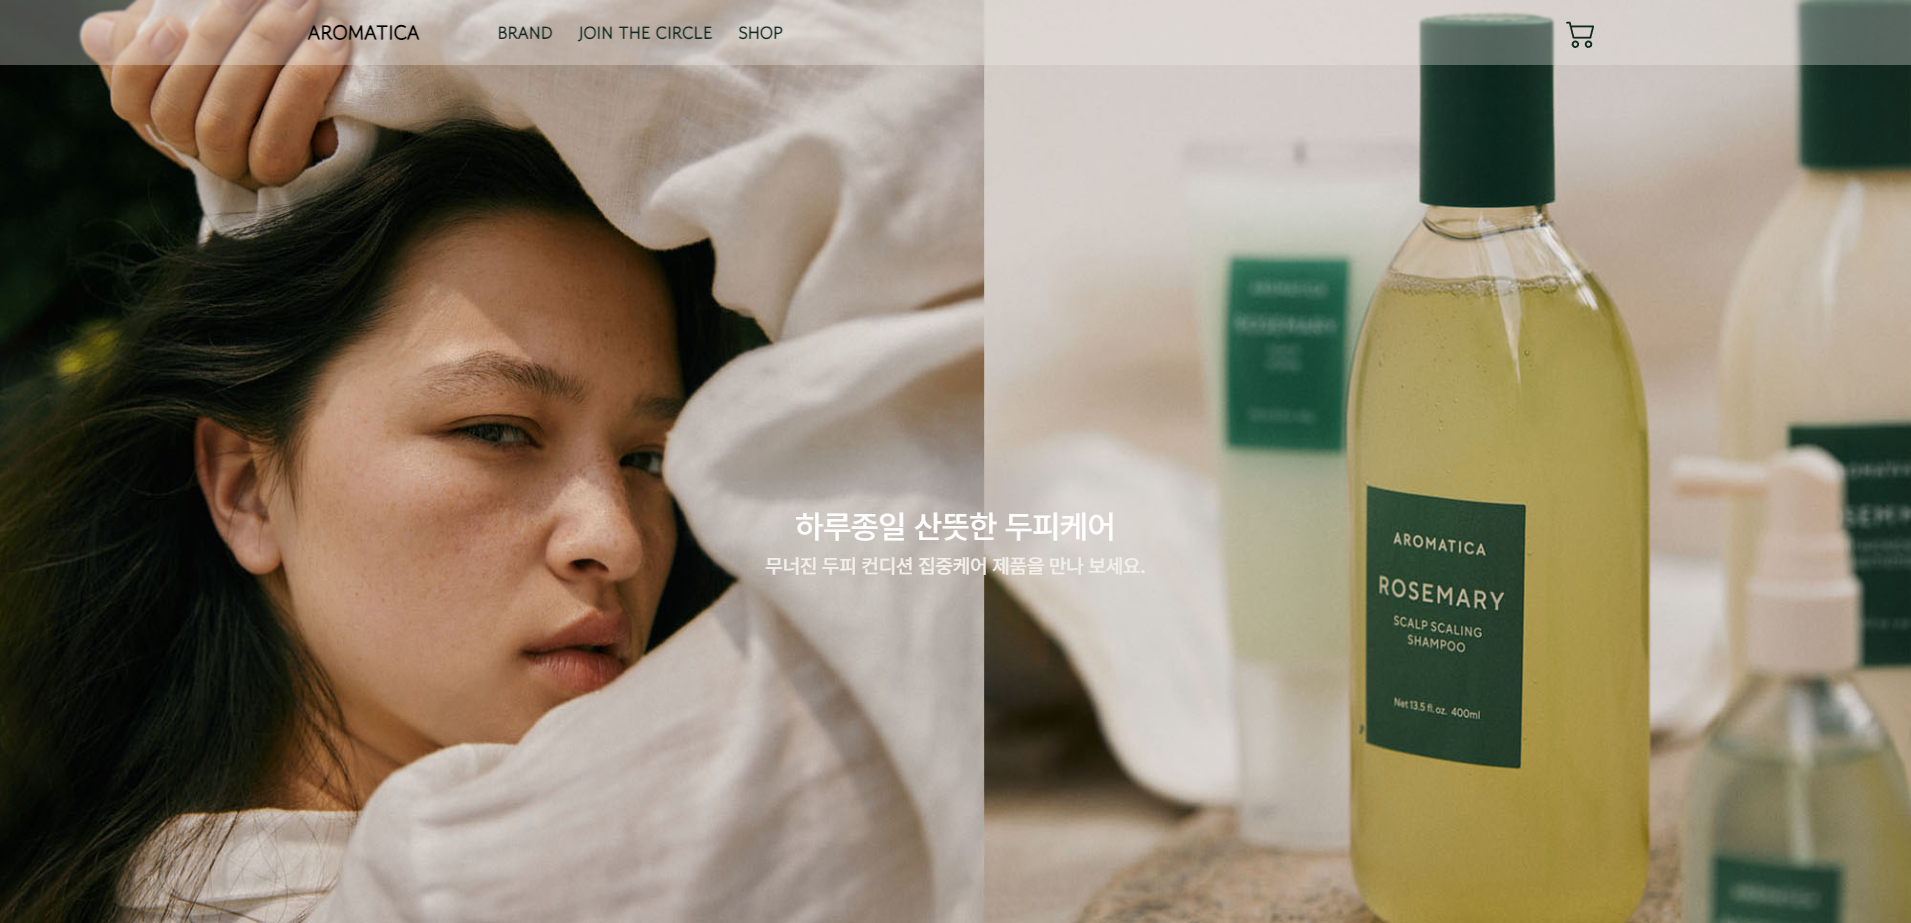 AROMATICA
BRAND
JOIN THE CIRCLE
SHOP
하루종일 산뜻한 두피케어
무너진 두피 컨디션 집중케어 제품을 만나 보세요.
AROMATICA
ROSEMARY
AROMATICA
ROSEMARY
SCALP SCALING
SHAMPOO
Net 13.5 fl. oz. 400ml